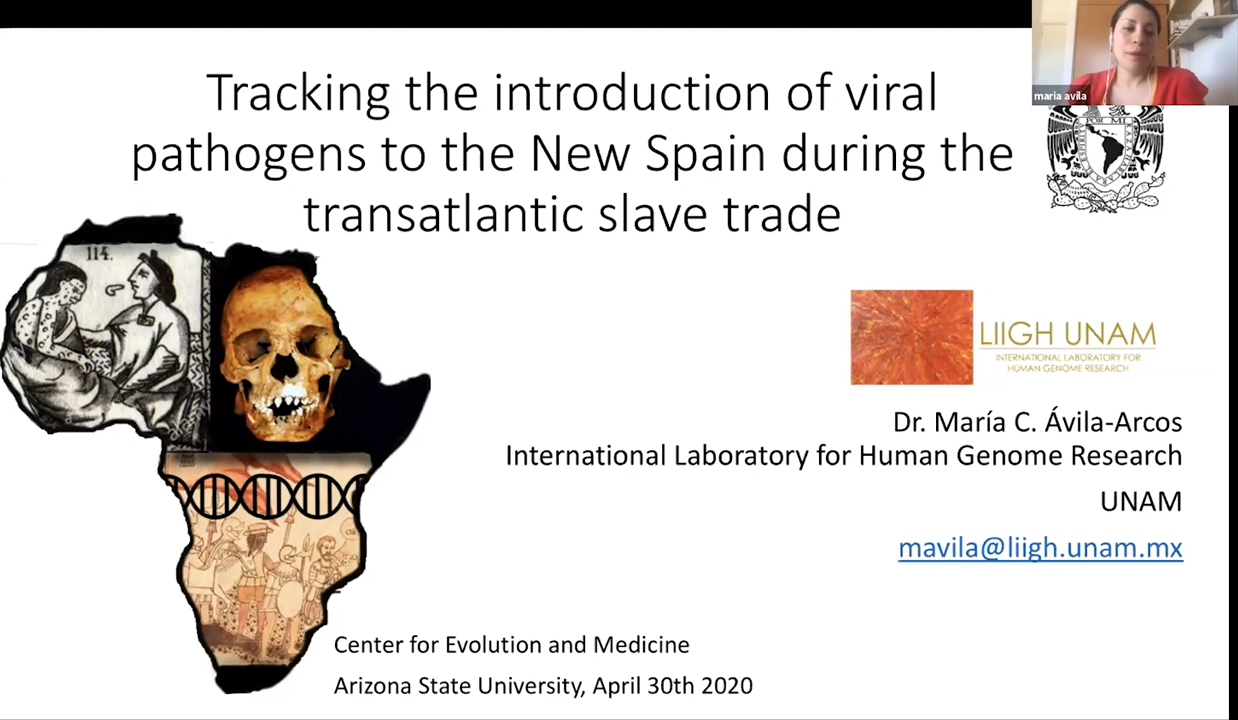 Tracking the introduction of viral
pathogens to the New Spain during the
transatlantic slave trade
maria avila
POR MI
114.
LIIGH UNAM
INTERNATIONAL LABORATORY FOR
HUMAN GENOME RESEARCH
Dr. María C. Ávila-Arcos
International Laboratory for Human Genome Research
UNAM
mavila@liigh.unam.mx
Center for Evolution and Medicine
Arizona State University, April 30th 2020